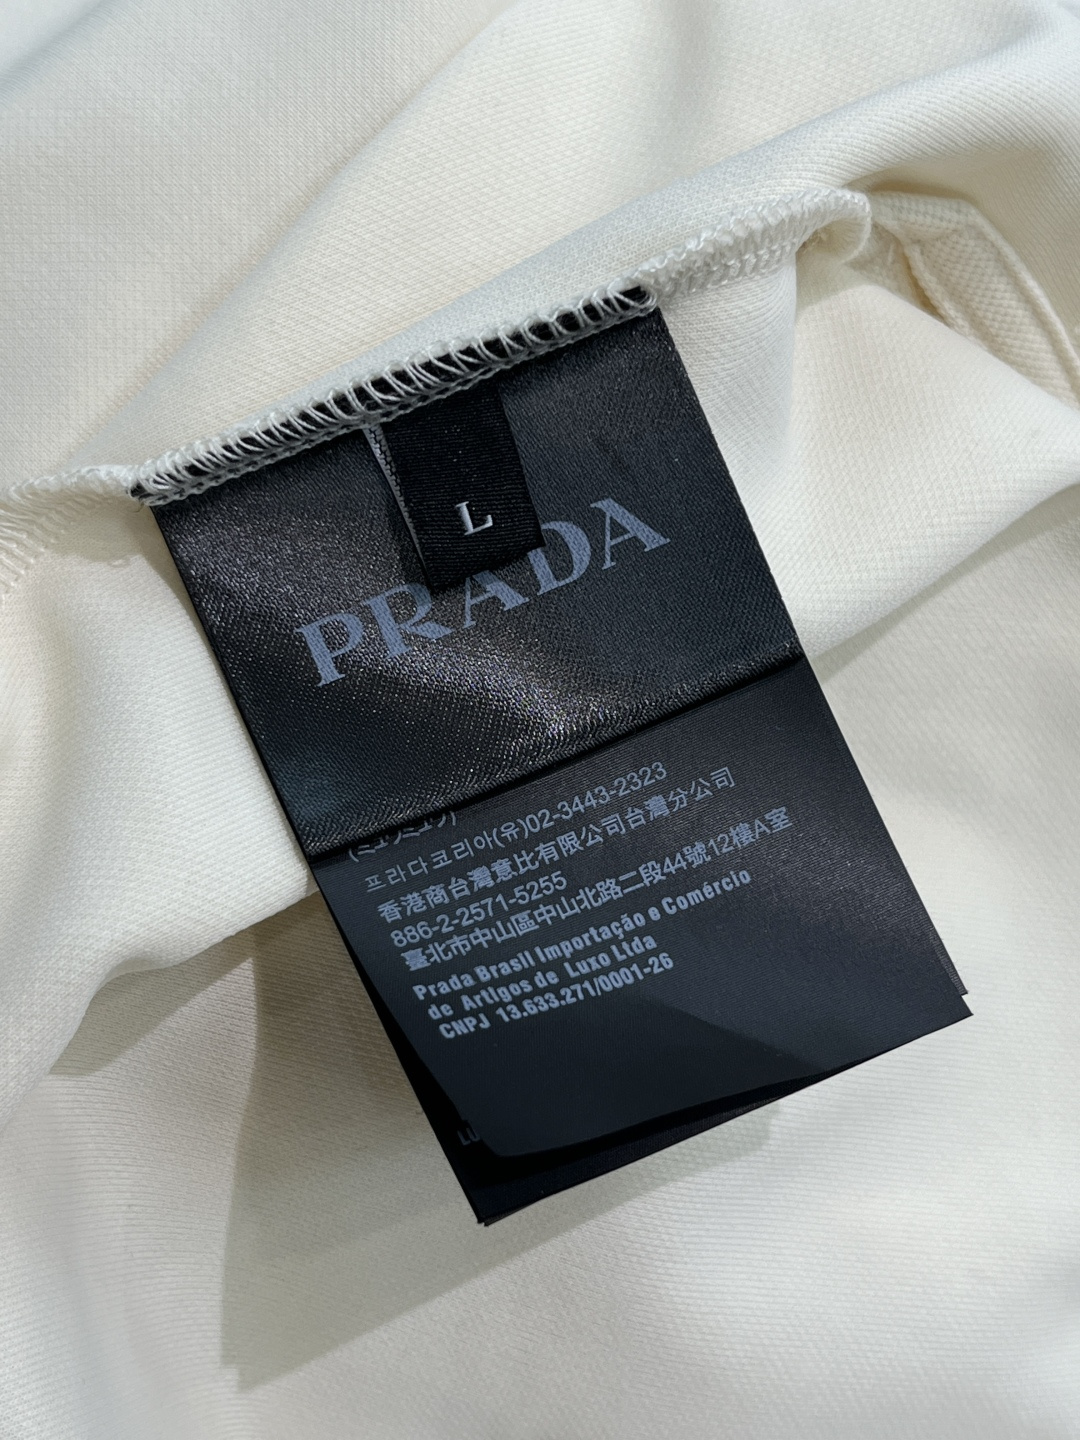 L
PRADA
프라다코리아(유)02-3443-2323
香港商台灣意比有限公司台灣分公司
886-2-2571-5255
臺北市中山區中山北路二段44號12樓A室
Prada Brasil Importação e Comércio
de Artigos de Luxo Ltda
CNPJ 13.633.271/0001-26